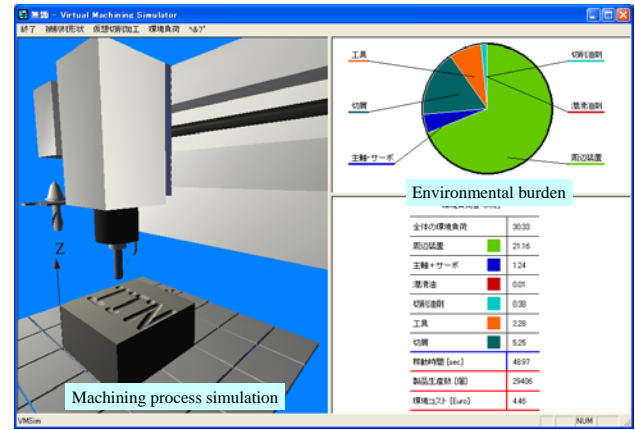 無題 - Virtual Machining Simulator
終了 被削材形状 仮想切削加工 環境負荷 ヘルプ
工具
切削油剤
切屑
潤滑油剤
主軸・サーボ
周辺装置
Environmental burden
全体の環境負荷 30.33
周辺装置 21.16
主軸+サーボ 1.24
潤滑油 0.01
切削油剤 0.38
工具 2.28
切屑 5.25
移動時間 [sec] 48.97
製品生産数 [個] 29406
環境コスト [Euro] 4.46
Z
Machining process simulation
VMSim
NUM